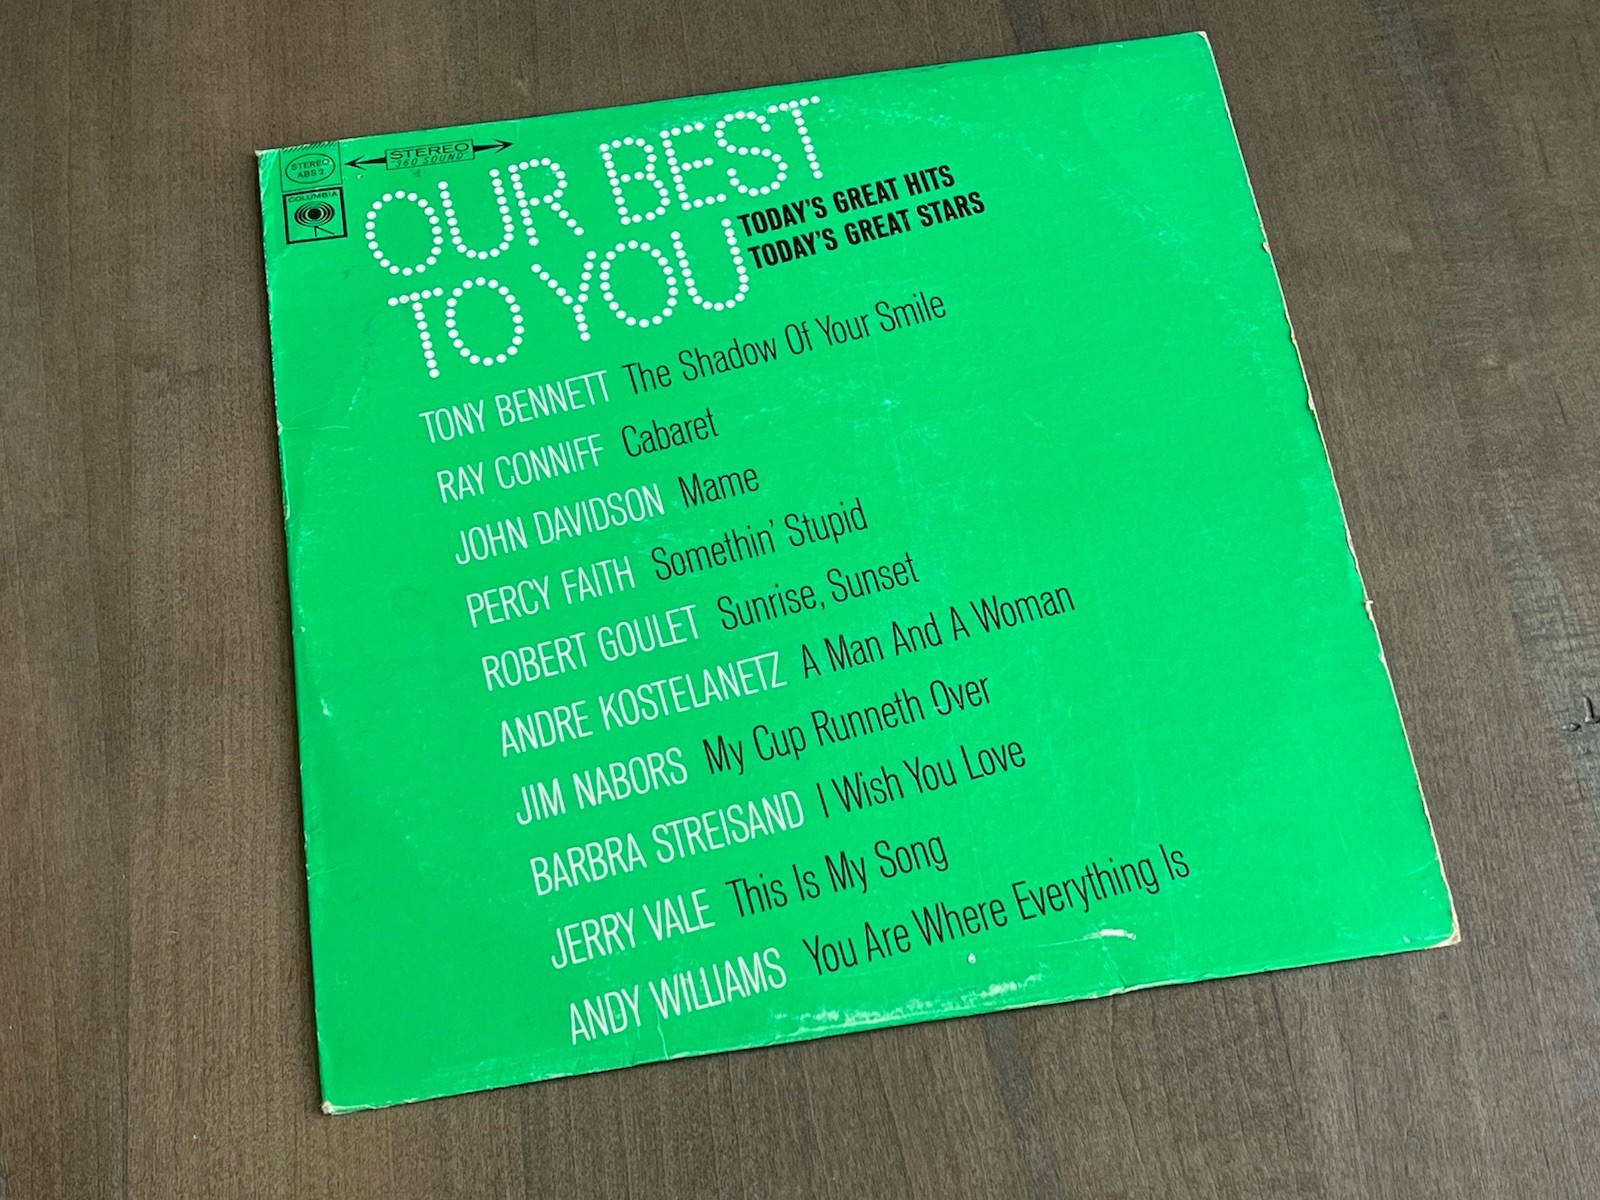 STEREO
ABS 2
STEREO
"360 SOUND"
COLUMBIA
OUR BEST
TO YOU
TODAY'S GREAT HITS
TODAY'S GREAT STARS
TONY BENNETT The Shadow Of Your Smile
RAY CONNIFF Cabaret
JOHN DAVIDSON Mame
PERCY FAITH Somethin' Stupid
ROBERT GOULET Sunrise, Sunset
ANDRE KOSTELANETZ A Man And A Woman
JIM NABORS My Cup Runneth Over
BARBRA STREISAND I Wish You Love
JERRY VALE This Is My Song
ANDY WILLIAMS You Are Where Everything Is